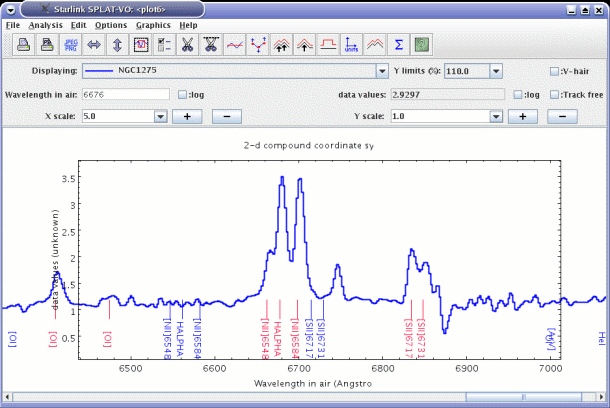 Starlink SPLAT-VO: <plot6>
File Analysis Edit Options Graphics Help
JPEG PNG
UNITS
Displaying: NGC1275 Y limits (%): 110.0 :V-hair
Wavelength in air: 6676 :log data values: 2.9297 :log :Track free
X scale: 5.0 + − Y scale: 1.0 + −
2-d compound coordinate sy
data values (unknown)
3.5
3
2.5
2
1.5
1
0.5
[OI]
[OI]
[OI]
[NII]6548
HALPHA
[NII]6584
[NII]6548
HALPHA
[NII]6584
[SII]6717
[SII]6731
[SII]6717
[SII]6731
HeI
6500 6600 6700 6800 6900 7000
Wavelength in air (Angstro